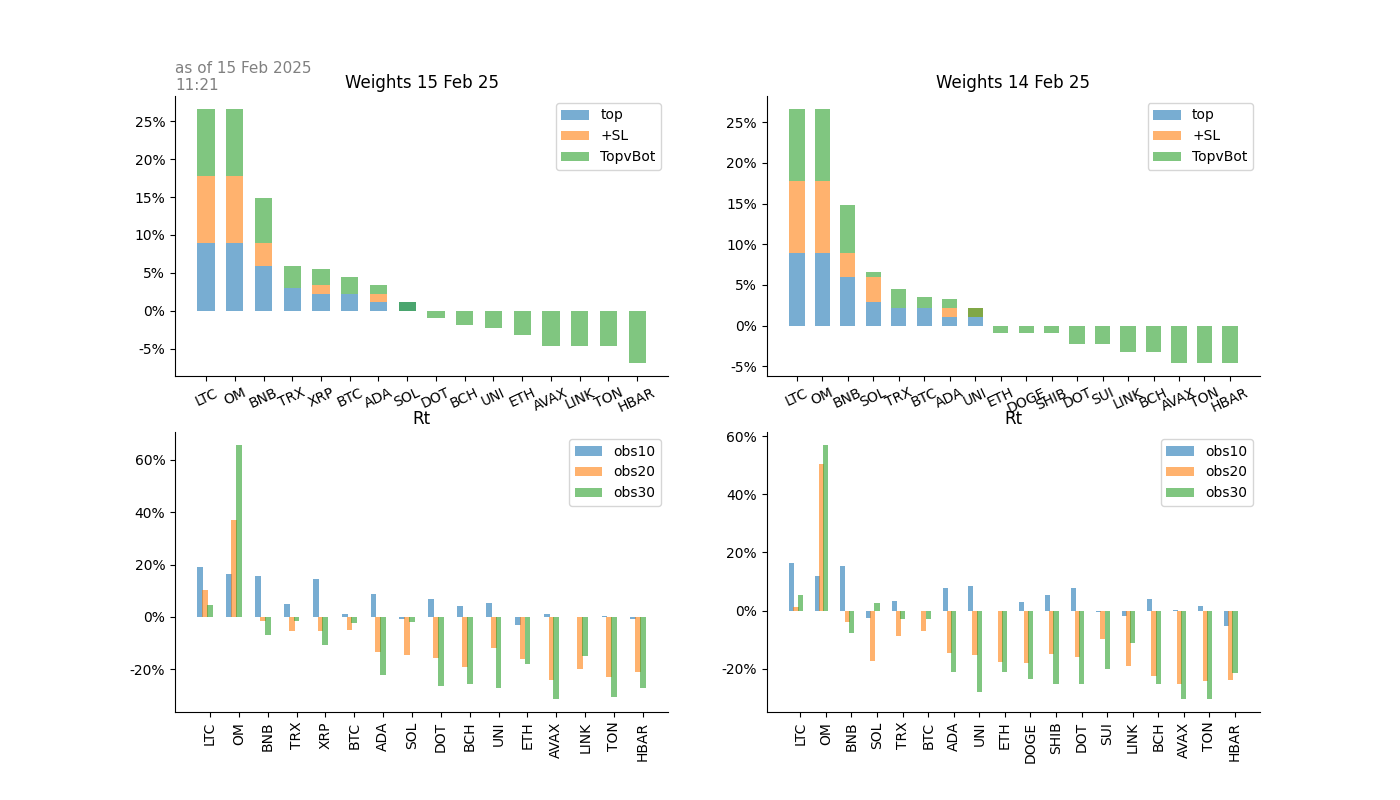 as of 15 Feb 2025
11:21
Weights 15 Feb 25
25%
20%
15%
10%
5%
0%
-5%
top
+SL
TopvBot
LTC OM BNB TRX XRP BTC ADA SOL DOT BCH UNI ETH AVAX LINK TON HBAR
Weights 14 Feb 25
25%
20%
15%
10%
5%
0%
-5%
top
+SL
TopvBot
LTC OM BNB SOL TRX BTC ADA UNI ETH DOGE SHIB DOT SUI LINK BCH AVAX TON HBAR
Rt
60%
40%
20%
0%
-20%
obs10
obs20
obs30
LTC OM BNB TRX XRP BTC ADA SOL DOT BCH UNI ETH AVAX LINK TON HBAR
Rt
60%
40%
20%
0%
-20%
obs10
obs20
obs30
LTC OM BNB SOL TRX BTC ADA UNI ETH DOGE SHIB DOT SUI LINK BCH AVAX TON HBAR